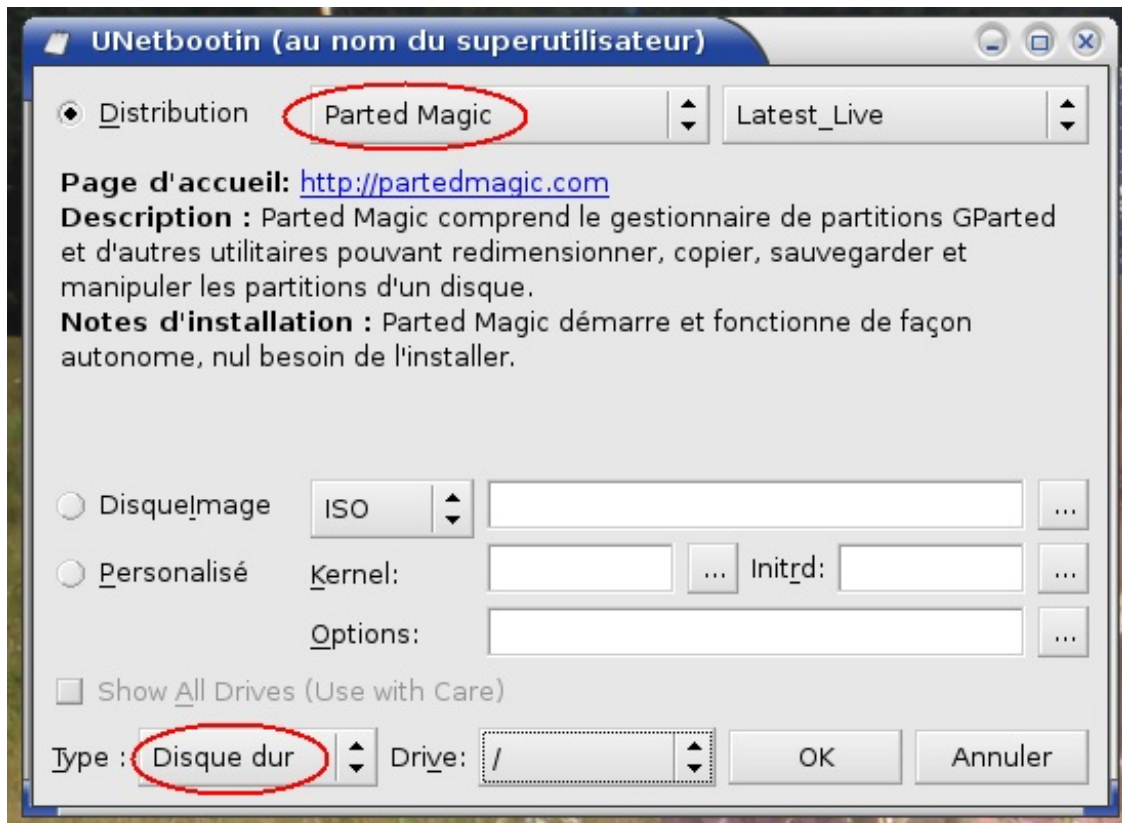 UNetbootin (au nom du superutilisateur)
Distribution Parted Magic Latest_Live
Page d'accueil: http://partedmagic.com
Description : Parted Magic comprend le gestionnaire de partitions GParted
et d'autres utilitaires pouvant redimensionner, copier, sauvegarder et
manipuler les partitions d'un disque.
Notes d'installation : Parted Magic démarre et fonctionne de façon
autonome, nul besoin de l'installer.
DisqueImage ISO ...
Personalisé Kernel: ... Initrd: ...
Options: ...
Show All Drives (Use with Care)
Type : Disque dur Drive: / OK Annuler